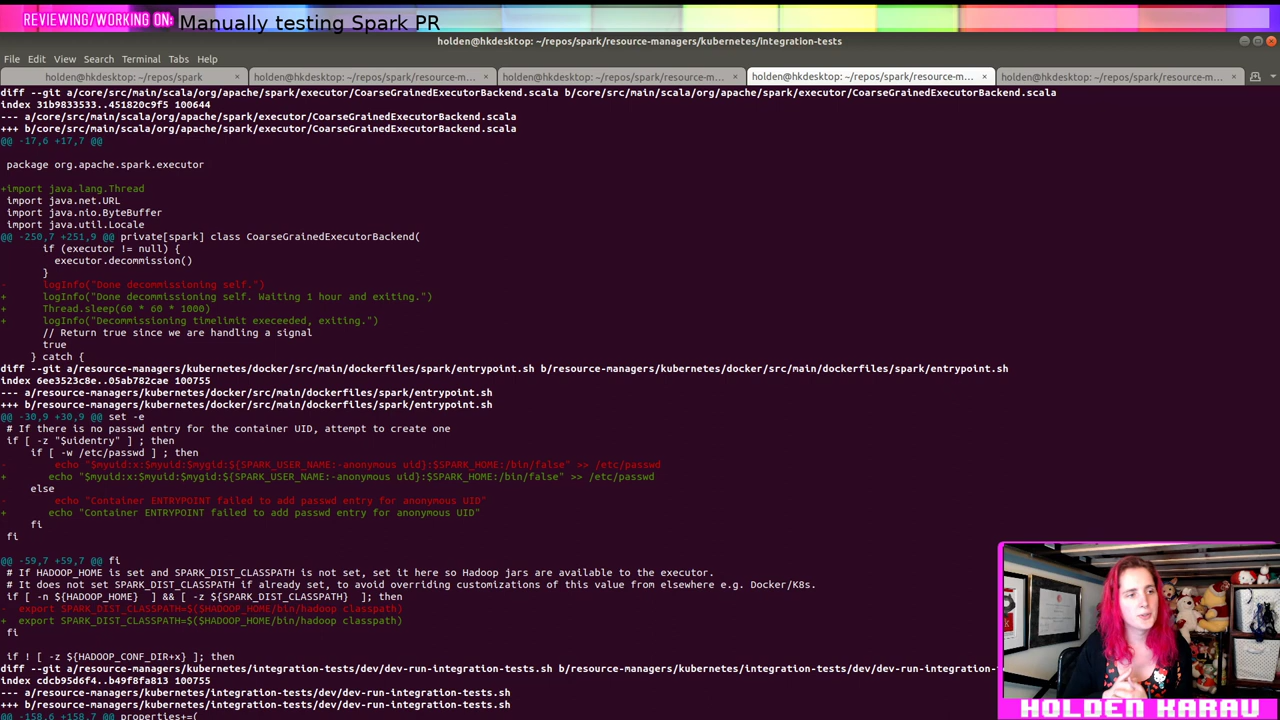 REVIEWING/WORKING ON: Manually testing Spark PR
holden@hkdesktop: ~/repos/spark/resource-managers/kubernetes/integration-tests
File Edit View Search Terminal Tabs Help
holden@hkdesktop: ~/repos/spark × holden@hkdesktop: ~/repos/spark/resource-m... × holden@hkdesktop: ~/repos/spark/resource-m... × holden@hkdesktop: ~/repos/spark/resource-m... × holden@hkdesktop: ~/repos/spark/resource-m... ×
diff --git a/core/src/main/scala/org/apache/spark/executor/CoarseGrainedExecutorBackend.scala b/core/src/main/scala/org/apache/spark/executor/CoarseGrainedExecutorBackend.scala
index 31b9833533..451820c9f5 100644
--- a/core/src/main/scala/org/apache/spark/executor/CoarseGrainedExecutorBackend.scala
+++ b/core/src/main/scala/org/apache/spark/executor/CoarseGrainedExecutorBackend.scala
@@ -17,6 +17,7 @@
package org.apache.spark.executor
+import java.lang.Thread
import java.net.URL
import java.nio.ByteBuffer
import java.util.Locale
@@ -250,7 +251,9 @@ private[spark] class CoarseGrainedExecutorBackend(
if (executor != null) {
executor.decommission()
}
- logInfo("Done decommissioning self.")
+ logInfo("Done decommissioning self. Waiting 1 hour and exiting.")
+ Thread.sleep(60 * 60 * 1000)
+ logInfo("Decommissioning timelimit execeeded, exiting.")
// Return true since we are handling a signal
true
} catch {
diff --git a/resource-managers/kubernetes/docker/src/main/dockerfiles/spark/entrypoint.sh b/resource-managers/kubernetes/docker/src/main/dockerfiles/spark/entrypoint.sh
index 6ee3523c8e..05ab782cae 100755
--- a/resource-managers/kubernetes/docker/src/main/dockerfiles/spark/entrypoint.sh
+++ b/resource-managers/kubernetes/docker/src/main/dockerfiles/spark/entrypoint.sh
@@ -30,9 +30,9 @@ set -e
# If there is no passwd entry for the container UID, attempt to create one
if [ -z "$uidentry" ] ; then
if [ -w /etc/passwd ] ; then
- echo "$myuid:x:$myuid:$mygid:${SPARK_USER_NAME:-anonymous uid}:$SPARK_HOME:/bin/false" >> /etc/passwd
+ echo "$myuid:x:$myuid:$mygid:${SPARK_USER_NAME:-anonymous uid}:$SPARK_HOME:/bin/false" >> /etc/passwd
else
- echo "Container ENTRYPOINT failed to add passwd entry for anonymous UID"
+ echo "Container ENTRYPOINT failed to add passwd entry for anonymous UID"
fi
fi
@@ -59,7 +59,7 @@ fi
# If HADOOP_HOME is set and SPARK_DIST_CLASSPATH is not set, set it here so Hadoop jars are available to the executor.
# It does not set SPARK_DIST_CLASSPATH if already set, to avoid overriding customizations of this value from elsewhere e.g. Docker/K8s.
if [ -n ${HADOOP_HOME} ] && [ -z ${SPARK_DIST_CLASSPATH} ]; then
- export SPARK_DIST_CLASSPATH=$($HADOOP_HOME/bin/hadoop classpath)
+ export SPARK_DIST_CLASSPATH=$($HADOOP_HOME/bin/hadoop classpath)
fi
if ! [ -z ${HADOOP_CONF_DIR+x} ]; then
diff --git a/resource-managers/kubernetes/integration-tests/dev/dev-run-integration-tests.sh b/resource-managers/kubernetes/integration-tests/dev/dev-run-integration-tests.sh
index cdcb95d6f4..b49f8fa813 100755
--- a/resource-managers/kubernetes/integration-tests/dev/dev-run-integration-tests.sh
+++ b/resource-managers/kubernetes/integration-tests/dev/dev-run-integration-tests.sh
@@ -158,6 +158,7 @@ properties+=(
HOLDEN KARAU